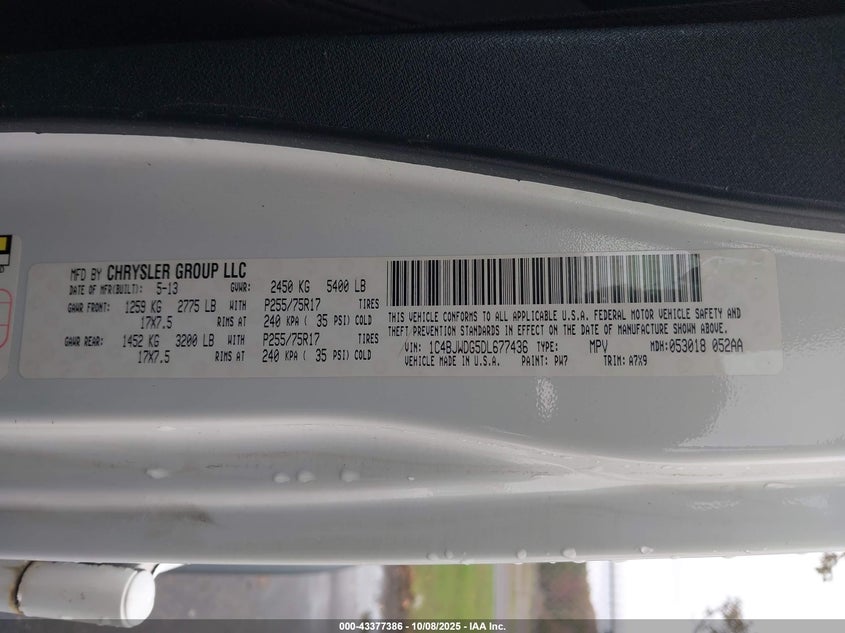 MFD BY CHRYSLER GROUP LLC
DATE OF MFR(BUILT): 5-13 GVWR: 2450 KG 5400 LB
GAWR FRONT: 1259 KG 2775 LB WITH P255/75R17 TIRES
17X7.5 RIMS AT 240 KPA ( 35 PSI) COLD
GAWR REAR: 1452 KG 3200 LB WITH P255/75R17 TIRES
17X7.5 RIMS AT 240 KPA ( 35 PSI) COLD
THIS VEHICLE CONFORMS TO ALL APPLICABLE U.S.A. FEDERAL MOTOR VEHICLE SAFETY AND
THEFT PREVENTION STANDARDS IN EFFECT ON THE DATE OF MANUFACTURE SHOWN ABOVE.
VIN: 1C4BJWDG5DL677436 TYPE: MPV MDH: 053018 052AA
VEHICLE MADE IN U.S.A. PAINT: PW7 TRIM: A7X9
000-43377386 - 10/08/2025 - IAA Inc.